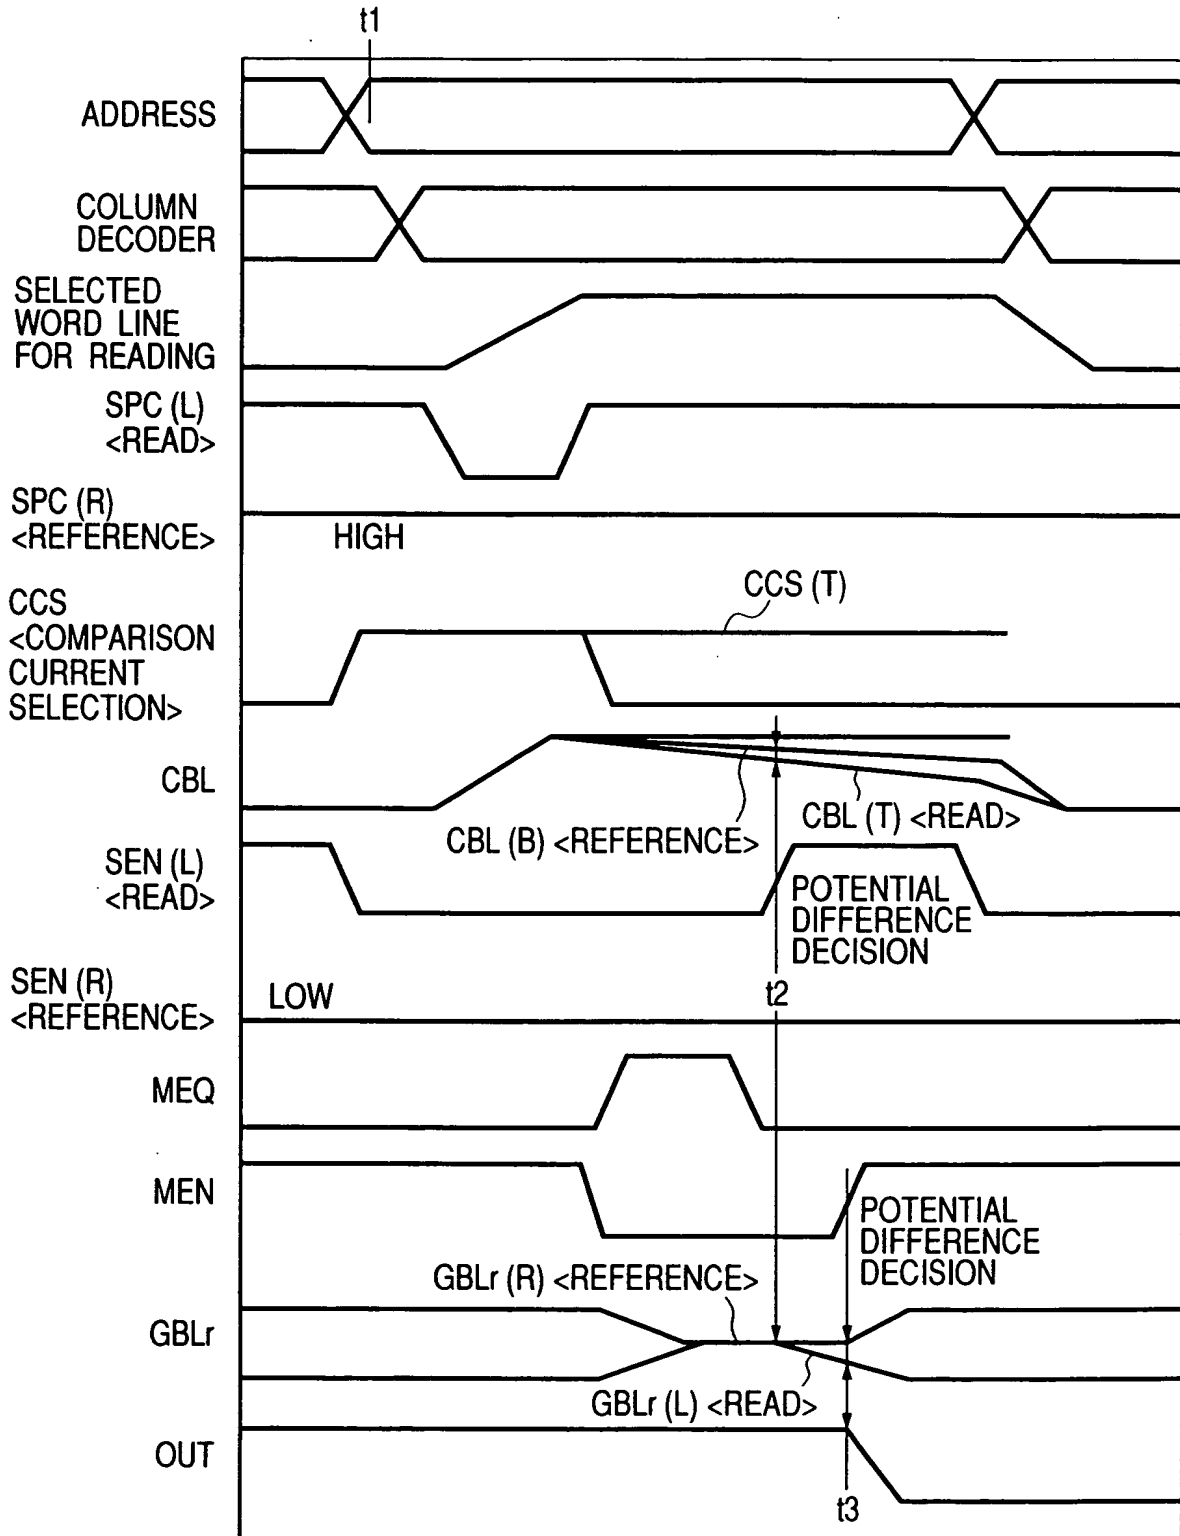 t1
ADDRESS
COLUMN
DECODER
SELECTED
WORD LINE
FOR READING
SPC (L)
<READ>
SPC (R)
<REFERENCE>
HIGH
CCS
<COMPARISON
CURRENT
SELECTION>
CCS (T)
CBL
CBL (B) <REFERENCE>
CBL (T) <READ>
SEN (L)
<READ>
POTENTIAL
DIFFERENCE
DECISION
t2
SEN (R)
<REFERENCE>
LOW
MEQ
MEN
POTENTIAL
DIFFERENCE
DECISION
GBLr (R) <REFERENCE>
GBLr
GBLr (L) <READ>
OUT
t3